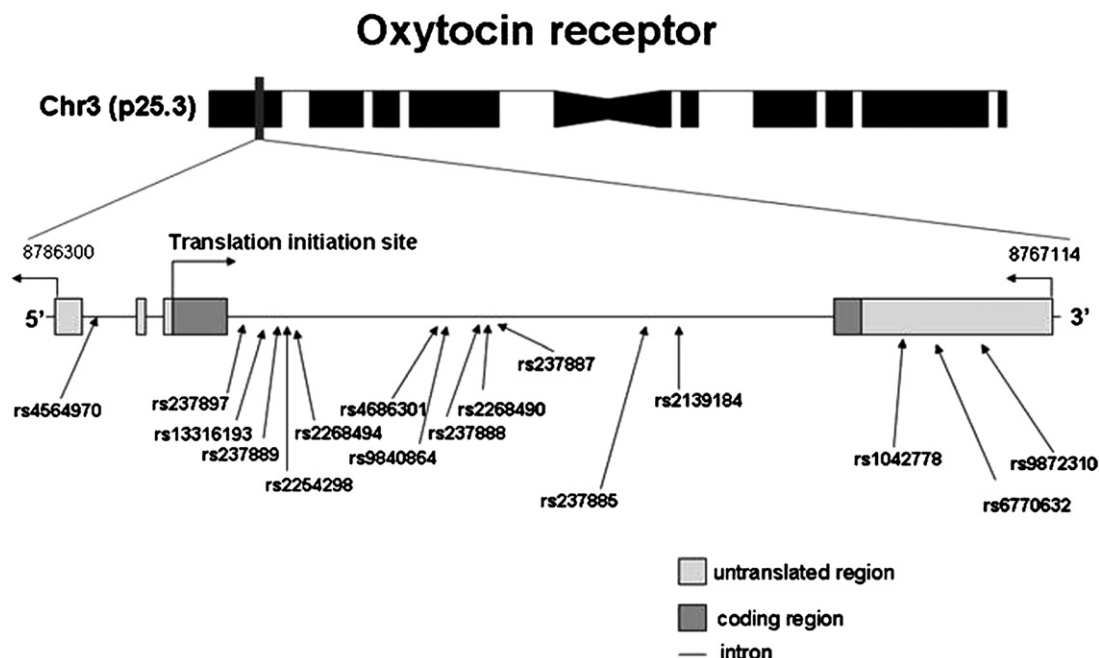 Oxytocin receptor
Chr3 (p25.3)
8786300
Translation initiation site
8767114
5'
3'
rs4564970
rs237897
rs13316193
rs237889
rs2254298
rs2268494
rs4686301
rs9840864
rs237888
rs2268490
rs237887
rs237885
rs2139184
rs1042778
rs6770632
rs9872310
untranslated region
coding region
intron